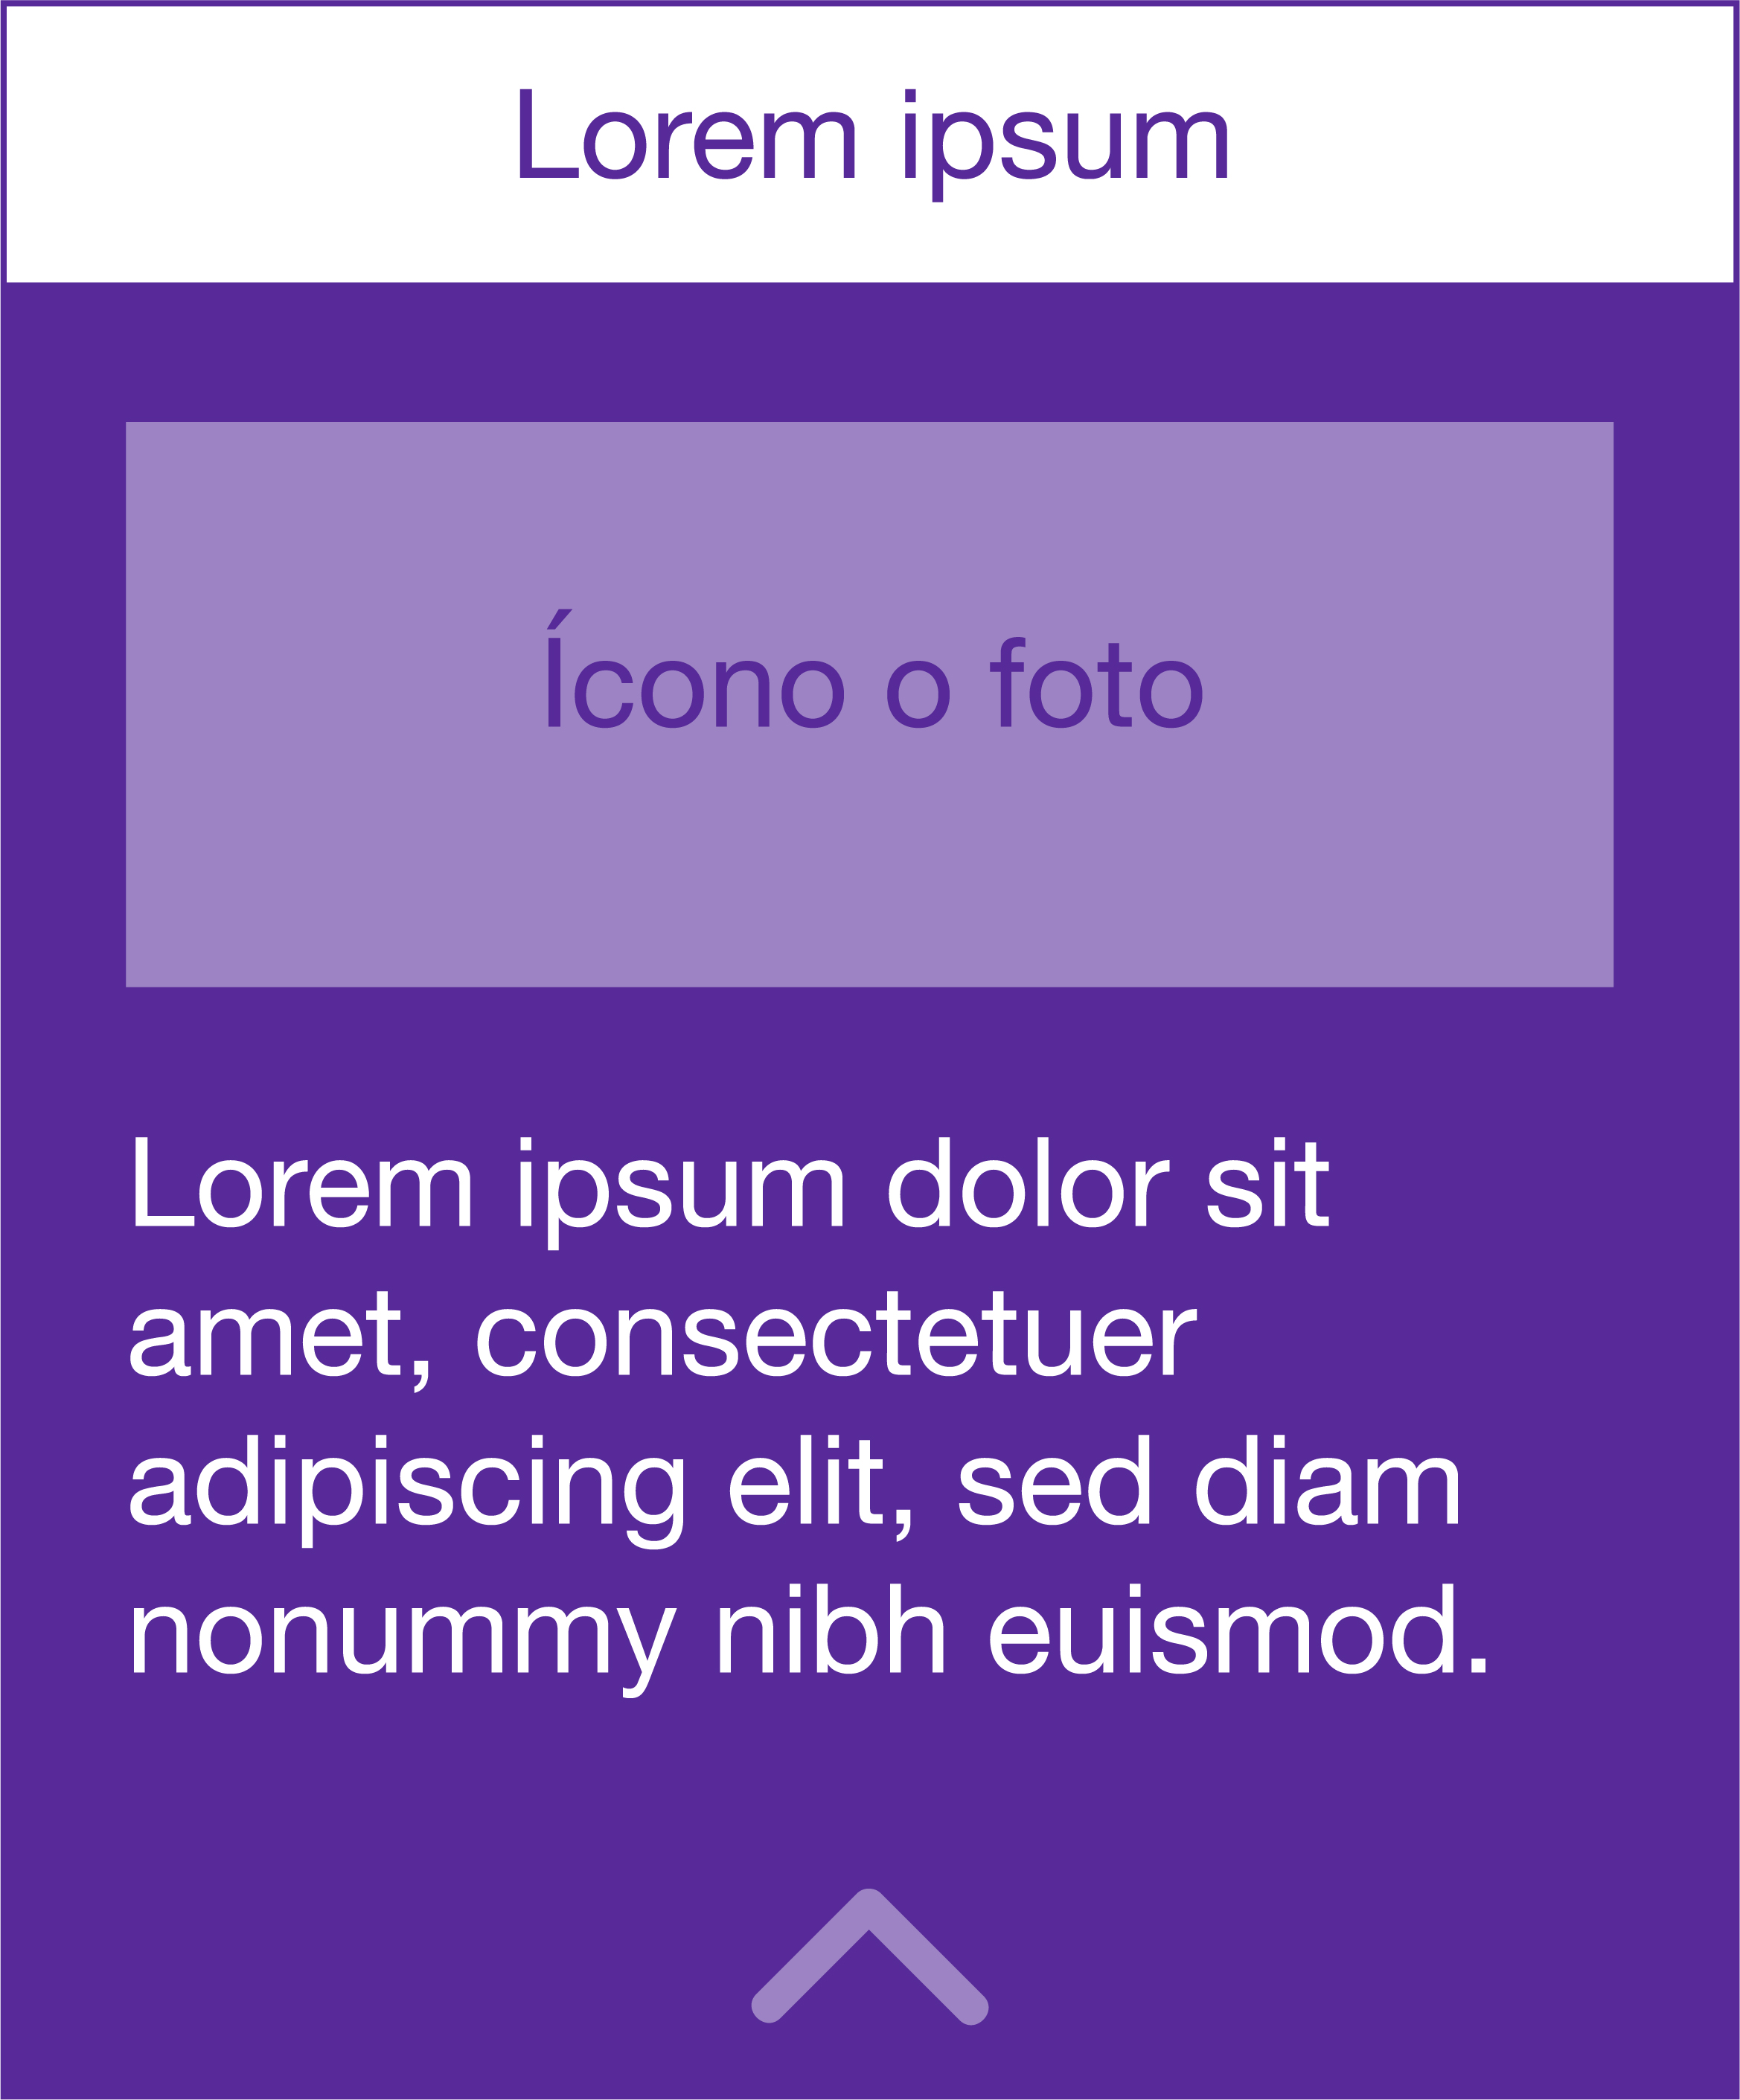 Lorem ipsum
Ícono o foto
Lorem ipsum dolor sit
amet, consectetuer
adipiscing elit, sed diam
nonummy nibh euismod.